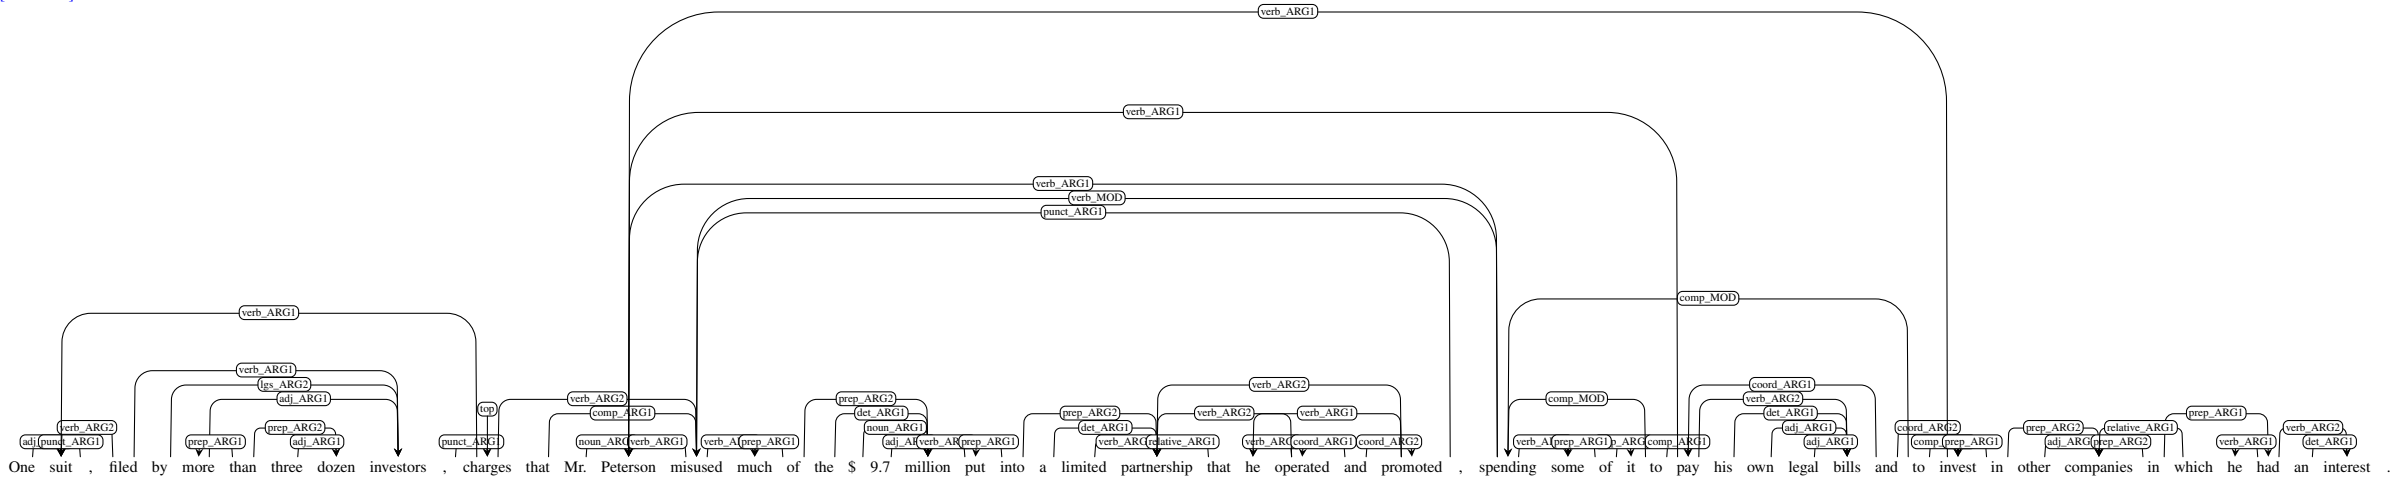 verb_ARG1
verb_ARG1
verb_ARG1
verb_MOD
punct_ARG1
comp_MOD
verb_ARG1
verb_ARG1
lgs_ARG2 verb_ARG2 coord_ARG1
adj_ARG1 verb_ARG2 prep_ARG2 comp_MOD verb_ARG2
top comp_ARG1 det_ARG1 prep_ARG2 verb_ARG2 verb_ARG1 det_ARG1 prep_ARG1
verb_ARG2 prep_ARG2 noun_ARG1 det_ARG1 adj_ARG1 coord_ARG2 prep_ARG2 relative_ARG1 verb_ARG2
punct_ARG1 prep_ARG1 adj_ARG1 punct_ARG1 verb_ARG1 prep_ARG1 prep_ARG1 relative_ARG1 coord_ARG1 coord_ARG2 prep_ARG1 comp_ARG1 adj_ARG1 prep_ARG1 prep_ARG2 verb_ARG1 det_ARG1
One suit , filed by more than three dozen investors , charges that Mr. Peterson misused much of the $ 9.7 million put into a limited partnership that he operated and promoted , spending some of it to pay his own legal bills and to invest in other companies in which he had an interest .